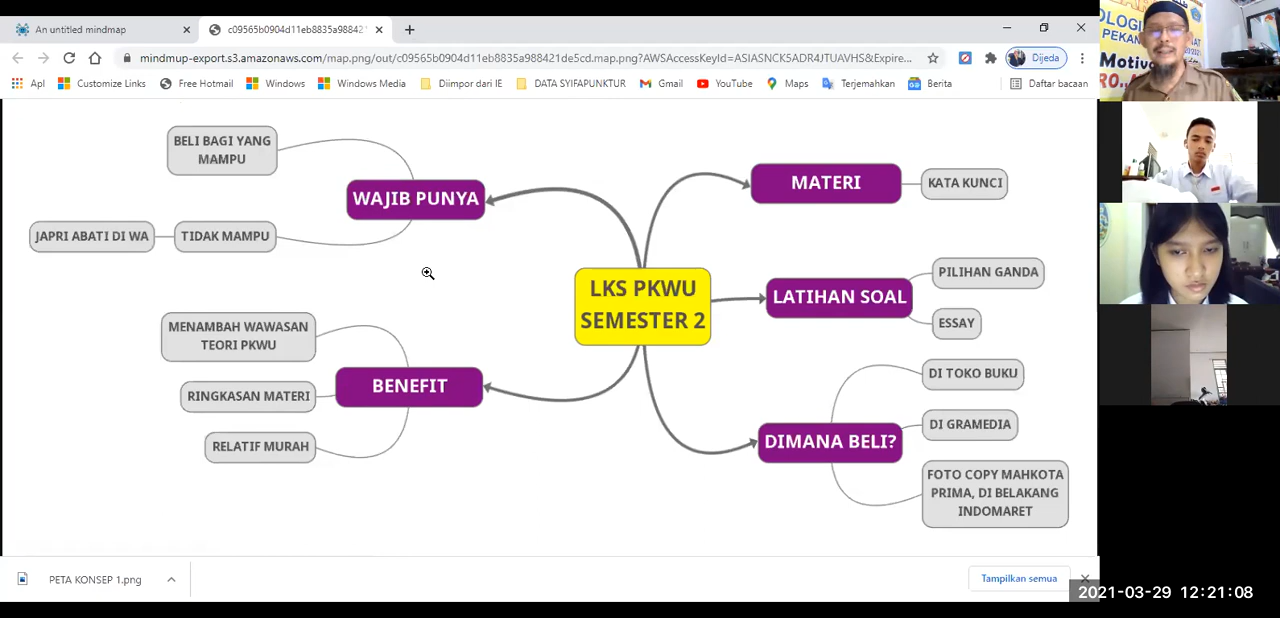 An untitled mindmap
c09565b0904d11eb8835a988421
mindmup-export.s3.amazonaws.com/map.png/out/c09565b0904d11eb8835a988421de5cd.map.png?AWSAccessKeyId=ASIASNCK5ADR4JTUAVHS&Expire...
Dijeda
Apl
Customize Links
Free Hotmail
Windows
Windows Media
Diimpor dari IE
DATA SYIFAPUNKTUR
Gmail
YouTube
Maps
Terjemahkan
Berita
Daftar bacaan
BELI BAGI YANG
MAMPU
WAJIB PUNYA
JAPRI ABATI DI WA
TIDAK MAMPU
MENAMBAH WAWASAN
TEORI PKWU
BENEFIT
RINGKASAN MATERI
RELATIF MURAH
LKS PKWU
SEMESTER 2
MATERI
KATA KUNCI
LATIHAN SOAL
PILIHAN GANDA
ESSAY
DIMANA BELI?
DI TOKO BUKU
DI GRAMEDIA
FOTO COPY MAHKOTA
PRIMA, DI BELAKANG
INDOMARET
PETA KONSEP 1.png
Tampilkan semua
OLOGI
PEKAN
Motiv
2021-03-29 12:21:08